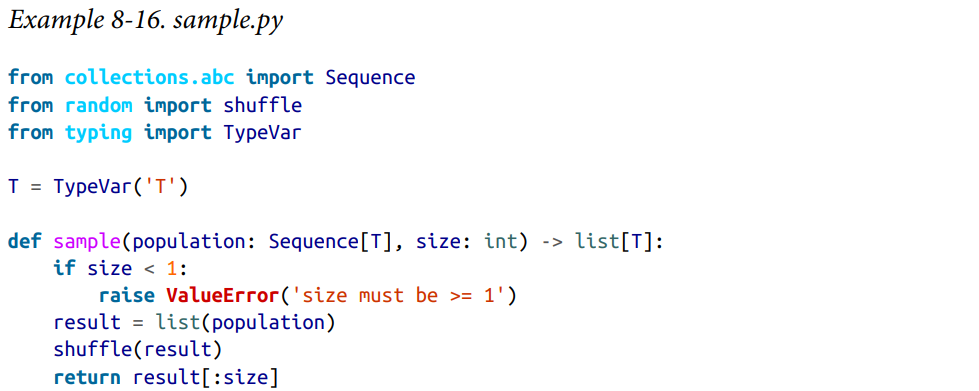 Example 8-16. sample.py
from collections.abc import Sequence
from random import shuffle
from typing import TypeVar
T = TypeVar('T')
def sample(population: Sequence[T], size: int) -> list[T]:
    if size < 1:
        raise ValueError('size must be >= 1')
    result = list(population)
    shuffle(result)
    return result[:size]